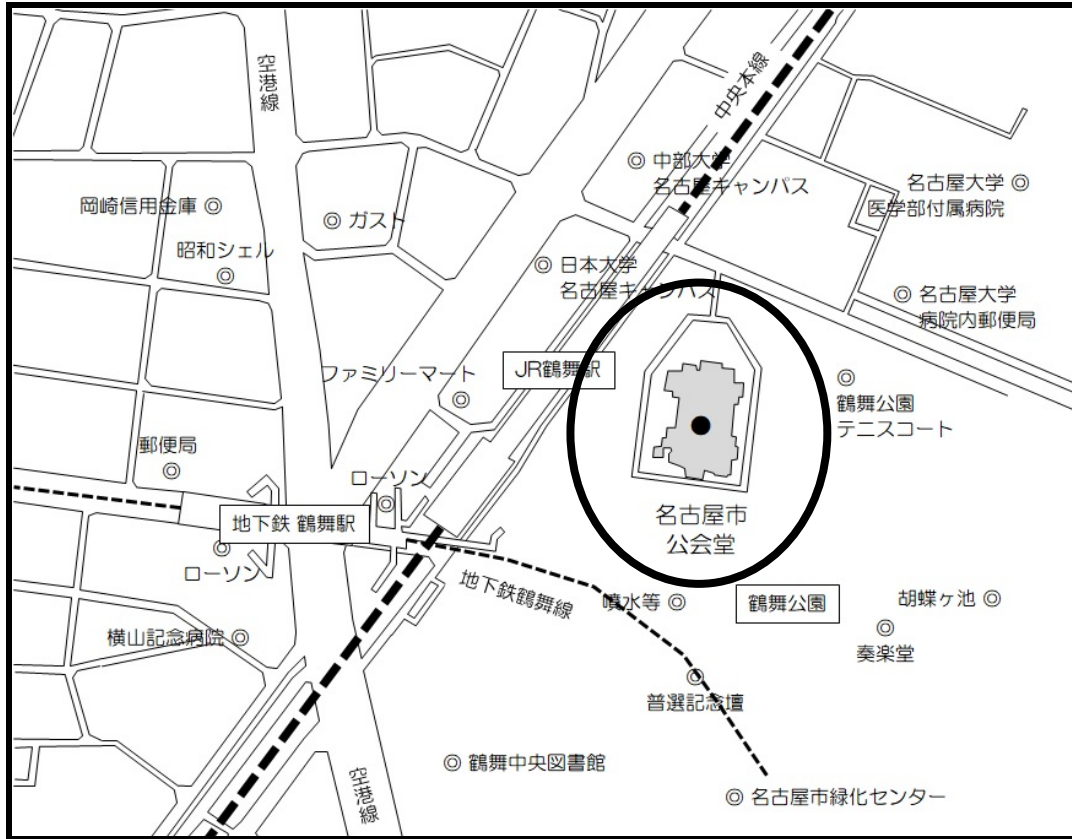 空港線
中央本線
中部大学
名古屋キャンパス
名古屋大学
医学部付属病院
岡崎信用金庫
ガスト
昭和シェル
日本大学
名古屋キャンパス
名古屋大学
病院内郵便局
JR鶴舞駅
ファミリーマート
鶴舞公園
テニスコート
郵便局
ローソン
地下鉄 鶴舞駅
名古屋市
公会堂
ローソン
地下鉄鶴舞線
噴水等
鶴舞公園
胡蝶ヶ池
横山記念病院
奏楽堂
普選記念壇
鶴舞中央図書館
空港線
名古屋市緑化センター